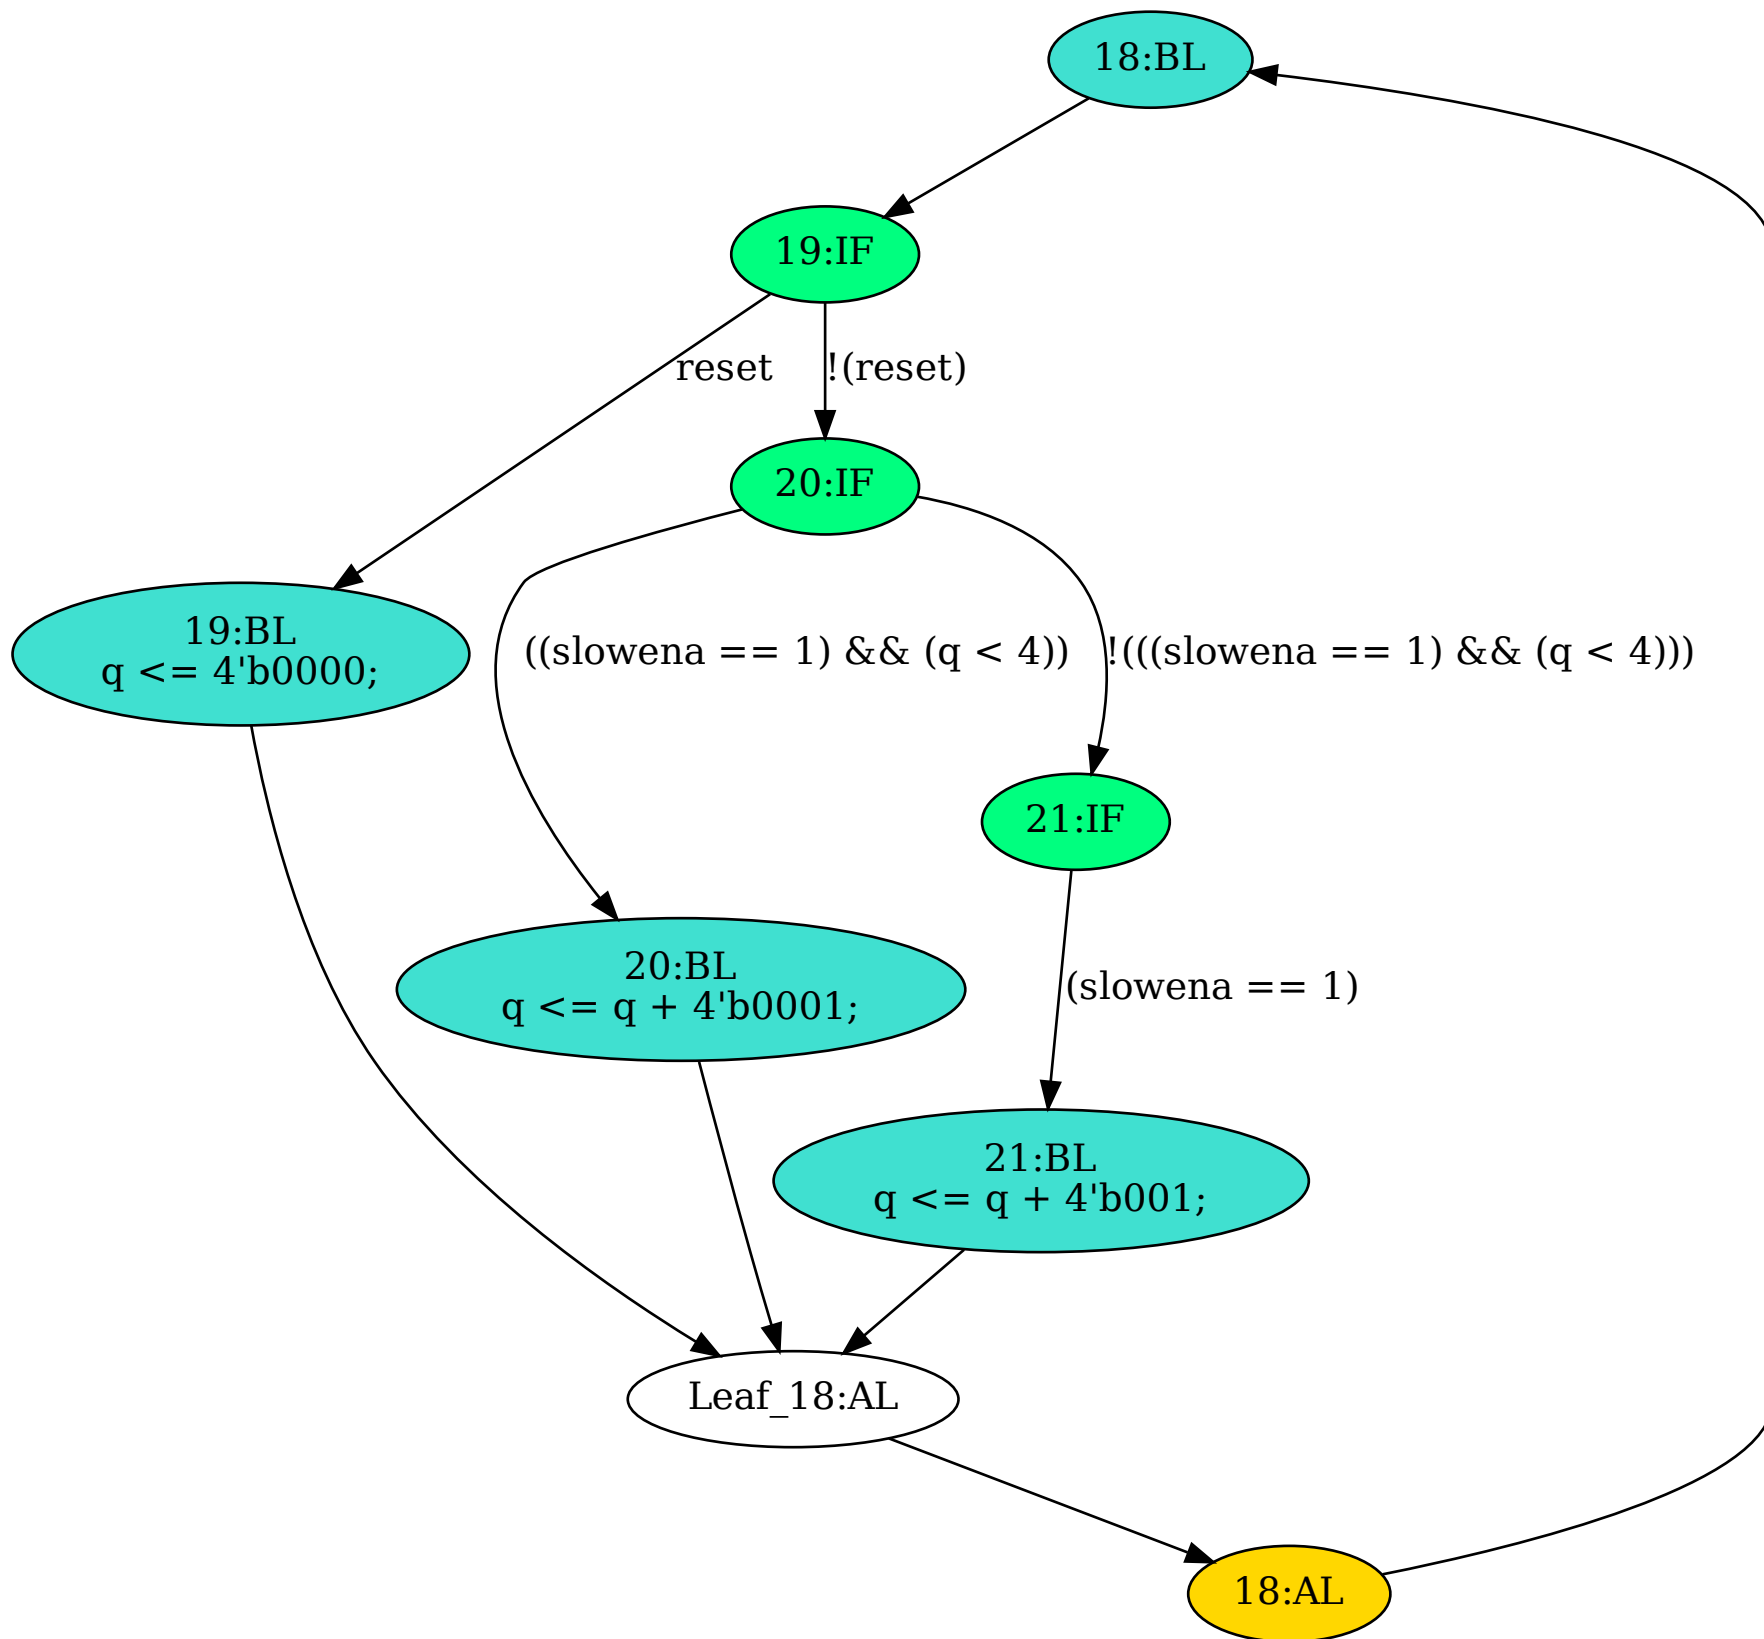 18:BL
19:IF
reset
!(reset)
20:IF
19:BL
q <= 4'b0000;
((slowena == 1) && (q < 4))
!(((slowena == 1) && (q < 4)))
21:IF
20:BL
q <= q + 4'b0001;
(slowena == 1)
21:BL
q <= q + 4'b001;
Leaf_18:AL
18:AL